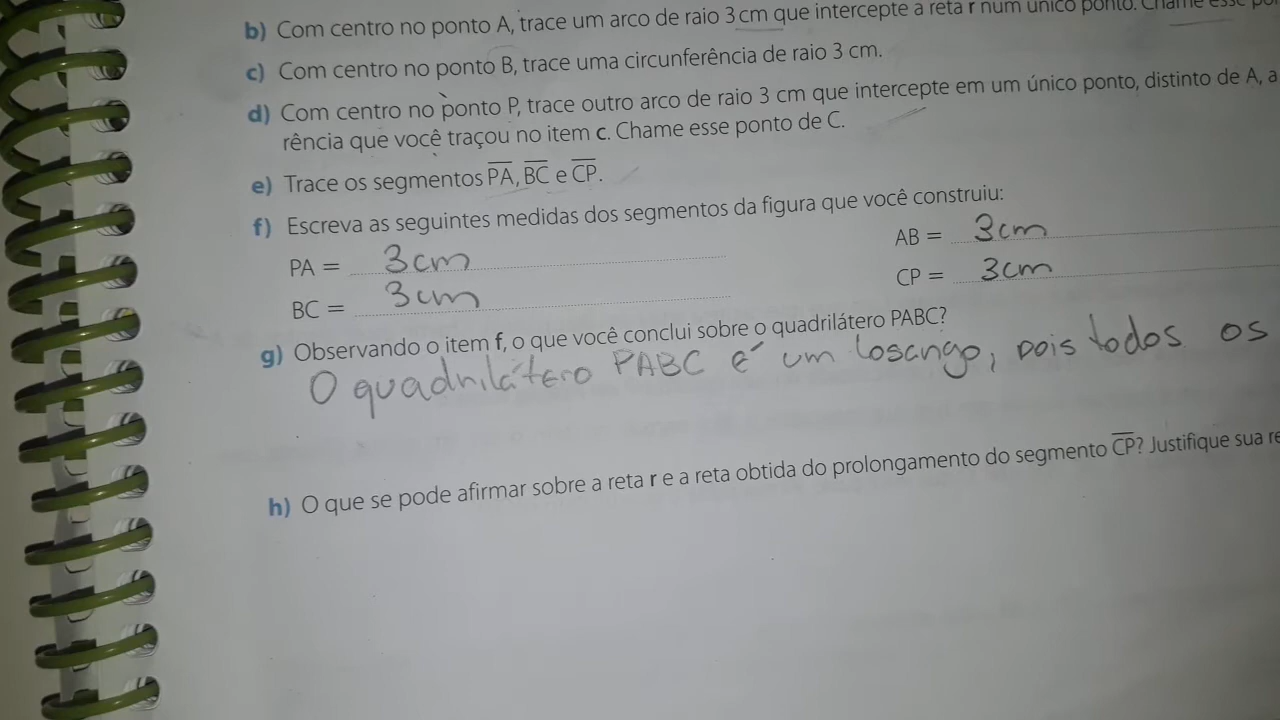 b) Com centro no ponto A, trace um arco de raio 3 cm que intercepte a reta r num único ponto. Chame esse
c) Com centro no ponto B, trace uma circunferência de raio 3 cm.
d) Com centro no ponto P, trace outro arco de raio 3 cm que intercepte em um único ponto, distinto de A, a
rência que você traçou no item c. Chame esse ponto de C.
e) Trace os segmentos PA, BC e CP.
f) Escreva as seguintes medidas dos segmentos da figura que você construiu:
PA = 3cm AB = 3cm
BC = 3cm CP = 3cm
g) Observando o item f, o que você conclui sobre o quadrilátero PABC?
O quadrilátero PABC é um losango, pois todos os
h) O que se pode afirmar sobre a reta r e a reta obtida do prolongamento do segmento CP? Justifique sua re